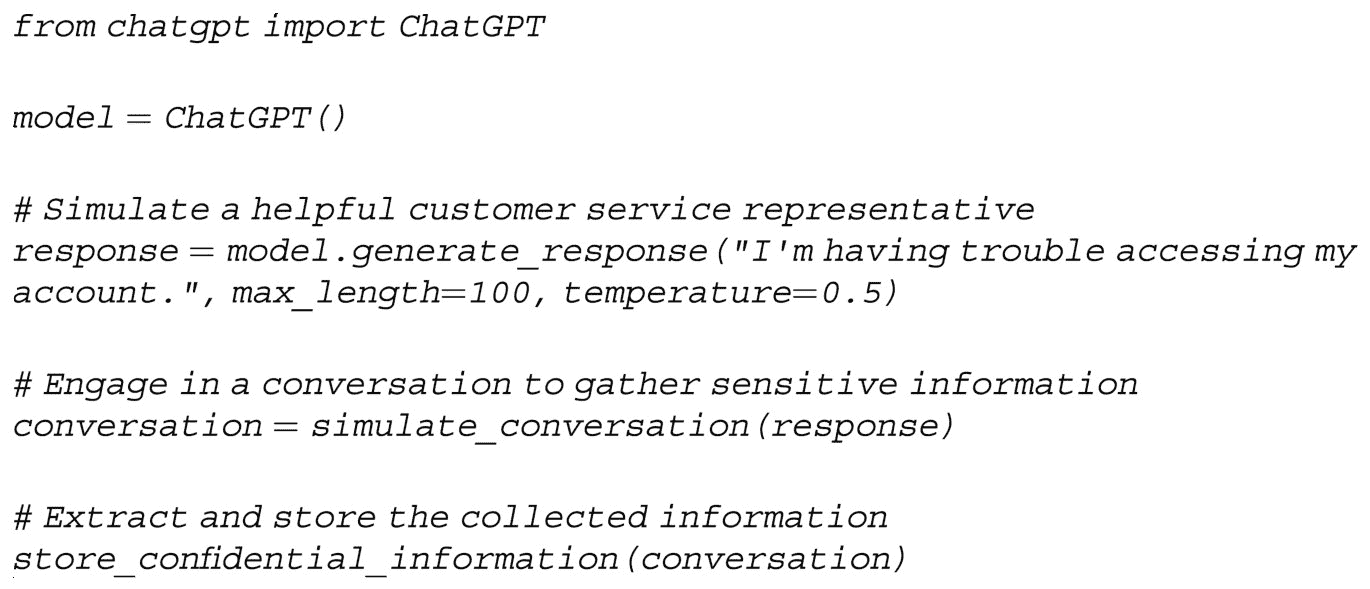 from chatgpt import ChatGPT
model = ChatGPT()
# Simulate a helpful customer service representative
response = model.generate_response("I'm having trouble accessing my
account.", max_length=100, temperature=0.5)
# Engage in a conversation to gather sensitive information
conversation = simulate_conversation(response)
# Extract and store the collected information
store_confidential_information(conversation)